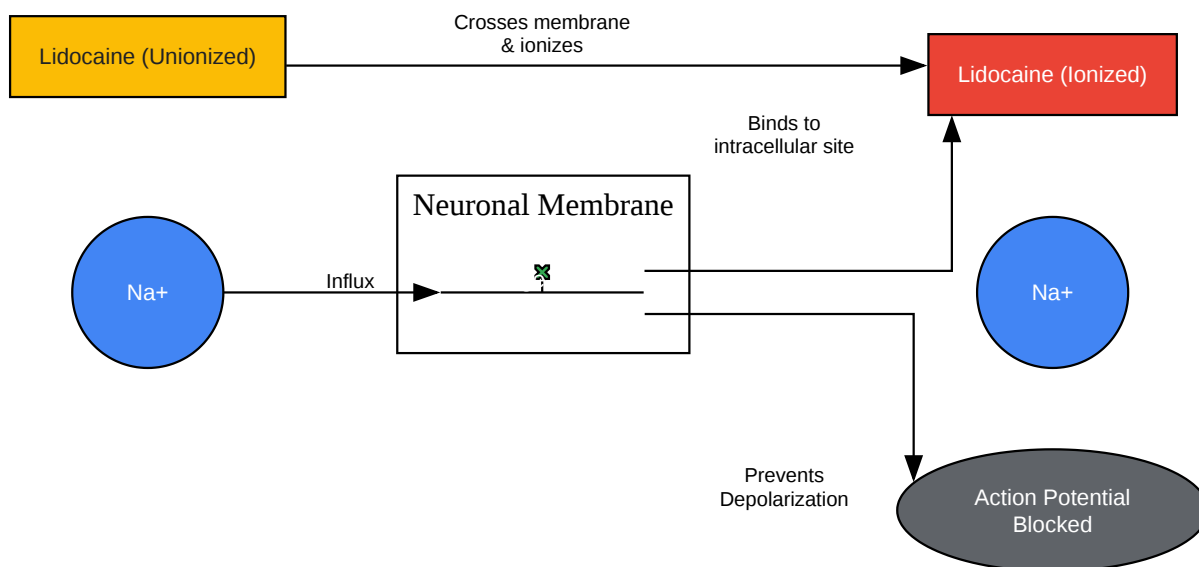 Crosses membrane
& ionizes
Lidocaine (Unionized)
Lidocaine (Ionized)
Binds to
intracellular site
Neuronal Membrane
Na+
Influx
Na+
Prevents
Depolarization
Action Potential
Blocked